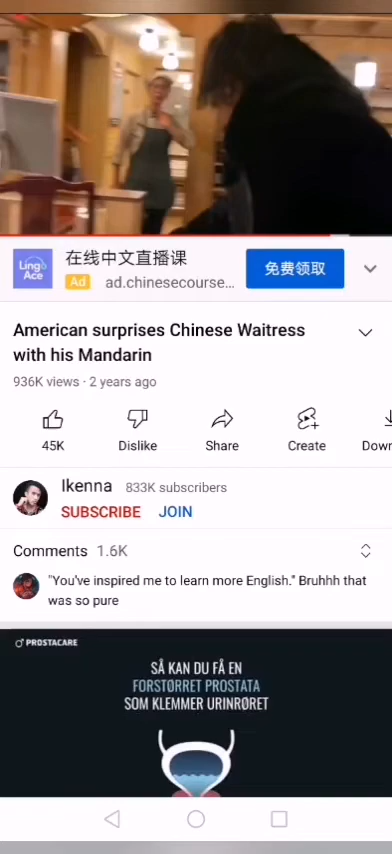 Ling
Ace
在线中文直播课
免费领取
Ad ad.chinesecourse...
American surprises Chinese Waitress
with his Mandarin
936K views · 2 years ago
45K Dislike Share Create Down
Ikenna 833K subscribers
SUBSCRIBE JOIN
Comments 1.6K
"You've inspired me to learn more English." Bruhhh that
was so pure
PROSTACARE
SÅ KAN DU FÅ EN
FORSTØRRET PROSTATA
SOM KLEMMER URINRØRET